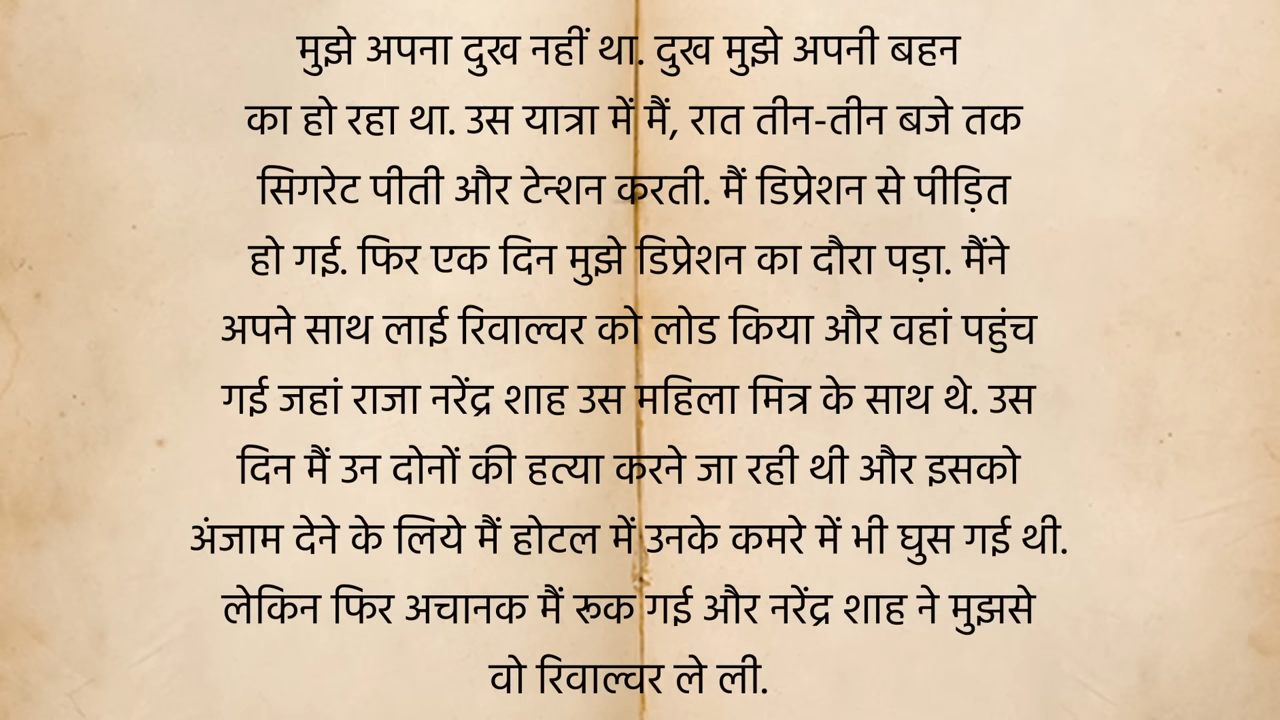 मुझे अपना दुख नहीं था. दुख मुझे अपनी बहन
का हो रहा था. उस यात्रा में मैं, रात तीन-तीन बजे तक
सिगरेट पीती और टेन्शन करती. मैं डिप्रेशन से पीड़ित
हो गई. फिर एक दिन मुझे डिप्रेशन का दौरा पड़ा. मैंने
अपने साथ लाई रिवाल्वर को लोड किया और वहां पहुंच
गई जहां राजा नरेंद्र शाह उस महिला मित्र के साथ थे. उस
दिन मैं उन दोनों की हत्या करने जा रही थी और इसको
अंजाम देने के लिये मैं होटल में उनके कमरे में भी घुस गई थी.
लेकिन फिर अचानक मैं रूक गई और नरेंद्र शाह ने मुझसे
वो रिवाल्वर ले ली.